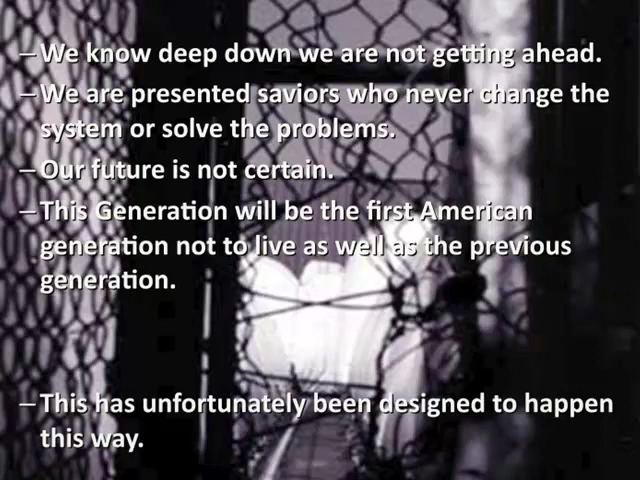 – We know deep down we are not getting ahead.
– We are presented saviors who never change the
system or solve the problems.
– Our future is not certain.
– This Generation will be the first American
generation not to live as well as the previous
generation.
– This has unfortunately been designed to happen
this way.